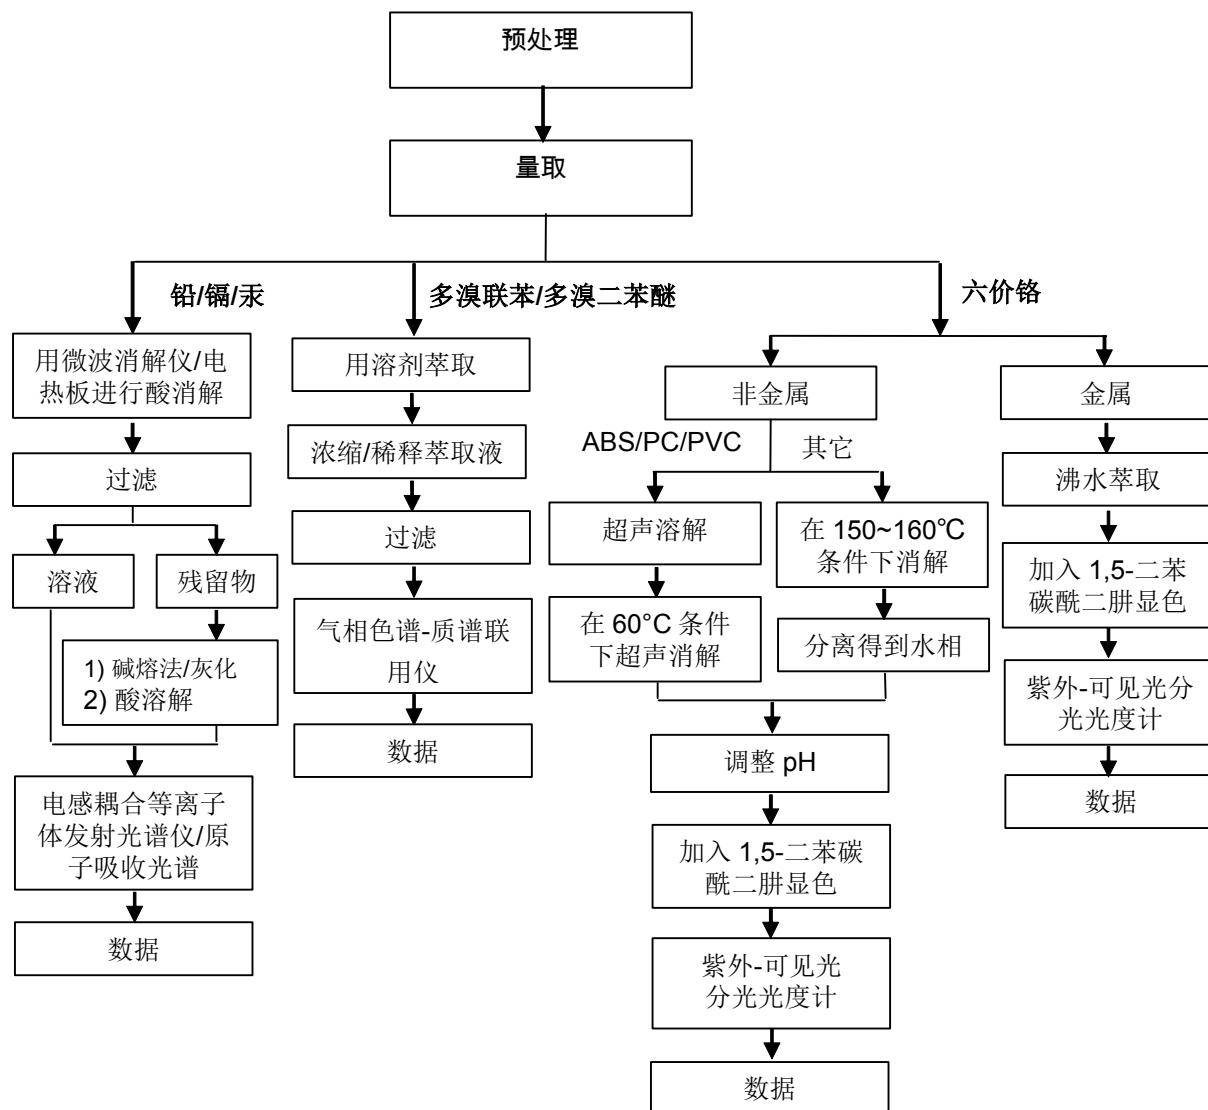 预处理
量取
铅/镉/汞
多溴联苯/多溴二苯醚
六价铬
用微波消解仪/电
热板进行酸消解
过滤
溶液
残留物
1) 碱熔法/灰化
2) 酸溶解
电感耦合等离子
体发射光谱仪/原
子吸收光谱
数据
用溶剂萃取
浓缩/稀释萃取液
过滤
气相色谱-质谱联
用仪
数据
非金属
ABS/PC/PVC
其它
超声溶解
在 60°C 条件
下超声消解
在 150~160℃
条件下消解
分离得到水相
调整 pH
加入 1,5-二苯碳
酰二肼显色
紫外-可见光
分光光度计
数据
金属
沸水萃取
加入 1,5-二苯
碳酰二肼显色
紫外-可见光分
光光度计
数据